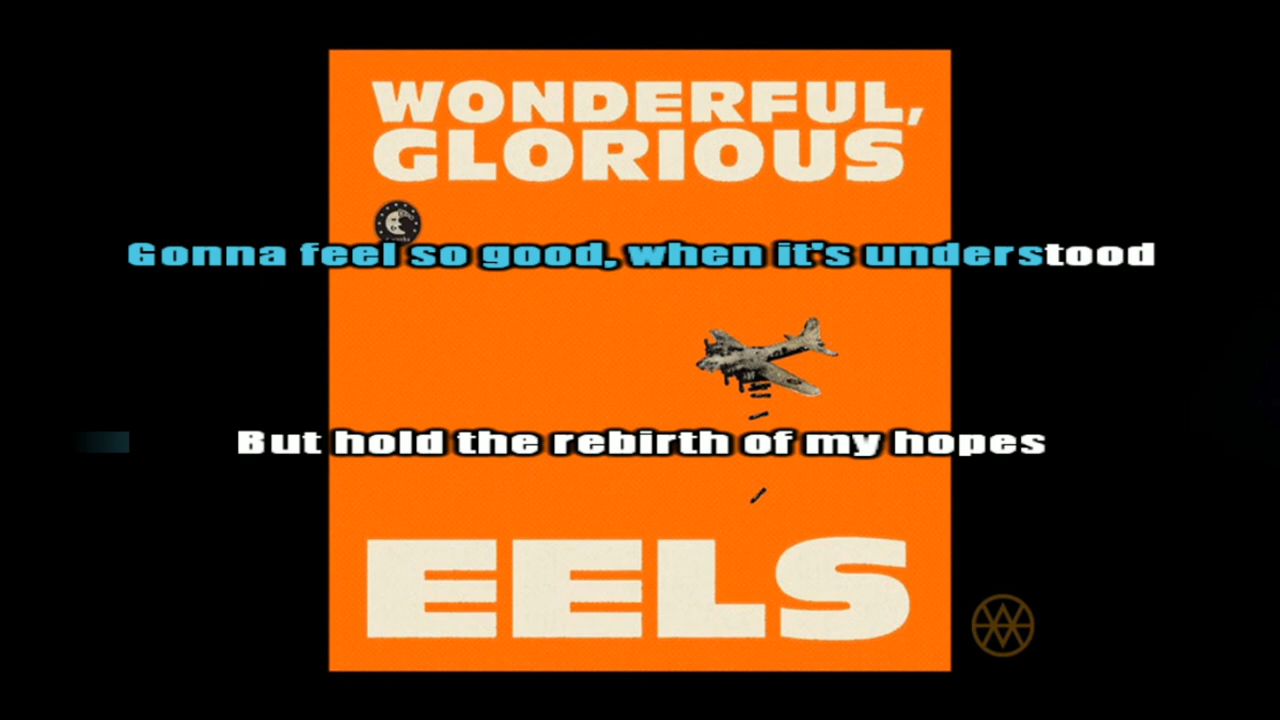 WONDERFUL,
GLORIOUS
Gonna feel so good, when it's understood
But hold the rebirth of my hopes
EELS